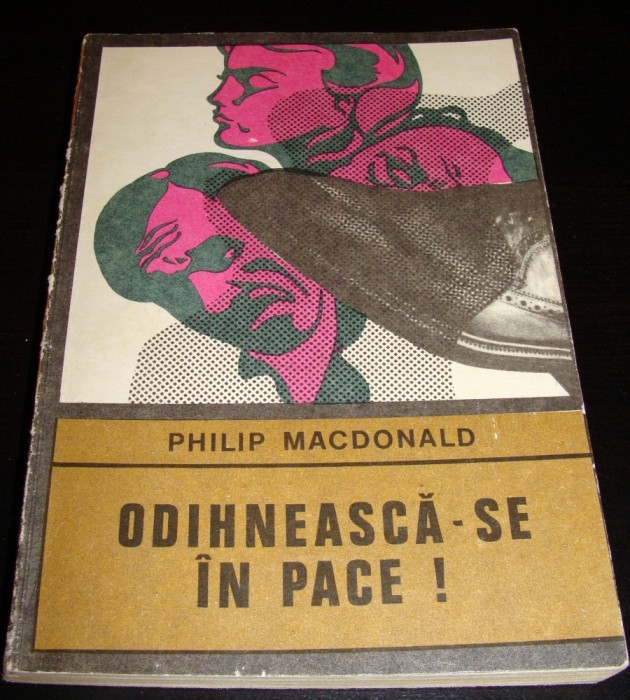 PHILIP MACDONALD
ODIHNEASCĂ-SE
ÎN PACE !